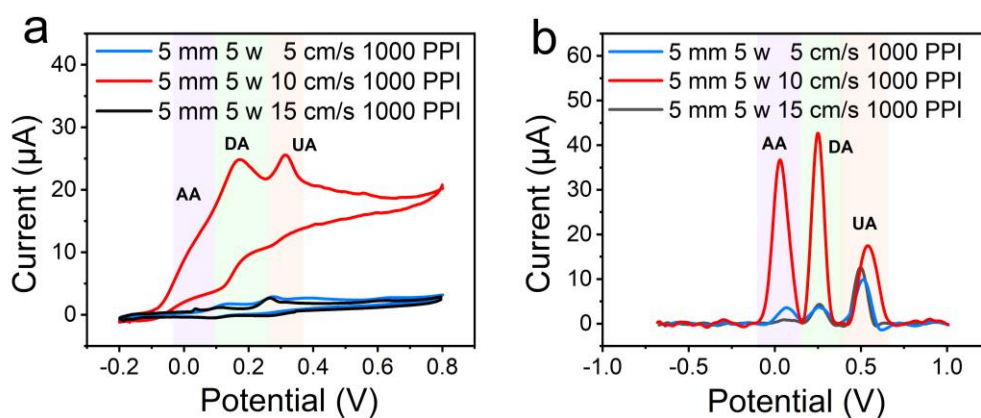 a
5 mm 5 w 5 cm/s 1000 PPI
5 mm 5 w 10 cm/s 1000 PPI
5 mm 5 w 15 cm/s 1000 PPI
AA
DA
UA
Current (µA)
40
30
20
10
0
-0.2 0.0 0.2 0.4 0.6 0.8
Potential (V)
b
5 mm 5 w 5 cm/s 1000 PPI
5 mm 5 w 10 cm/s 1000 PPI
5 mm 5 w 15 cm/s 1000 PPI
AA
DA
UA
Current (µA)
60
50
40
30
20
10
0
-1.0 -0.5 0.0 0.5 1.0
Potential (V)